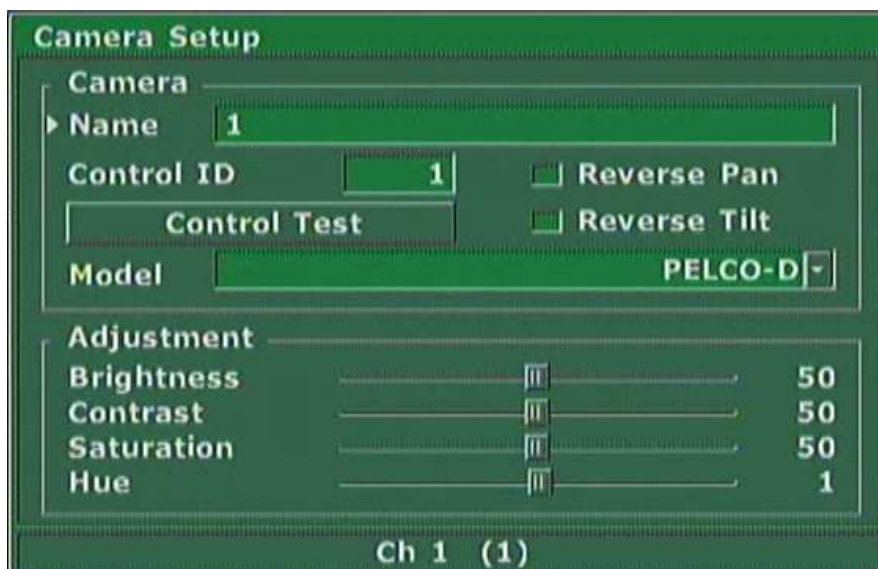 Camera Setup
Camera
Name 1
Control ID 1 Reverse Pan
Control Test Reverse Tilt
Model PELCO-D
Adjustment
Brightness 50
Contrast 50
Saturation 50
Hue 1
Ch 1 (1)